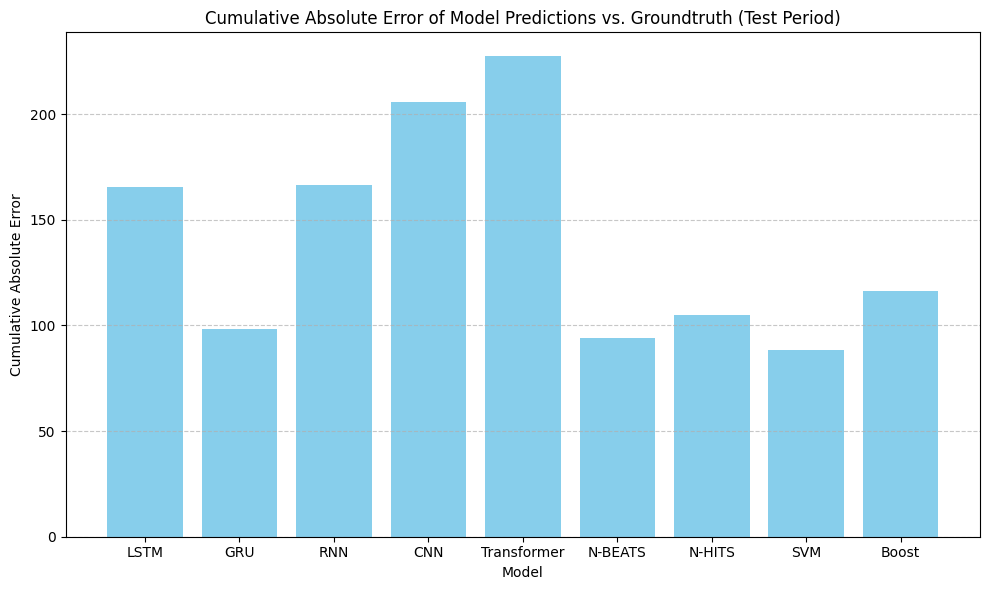 Cumulative Absolute Error of Model Predictions vs. Groundtruth (Test Period)
Cumulative Absolute Error
200
150
100
50
0
LSTM GRU RNN CNN Transformer N-BEATS N-HITS SVM Boost
Model